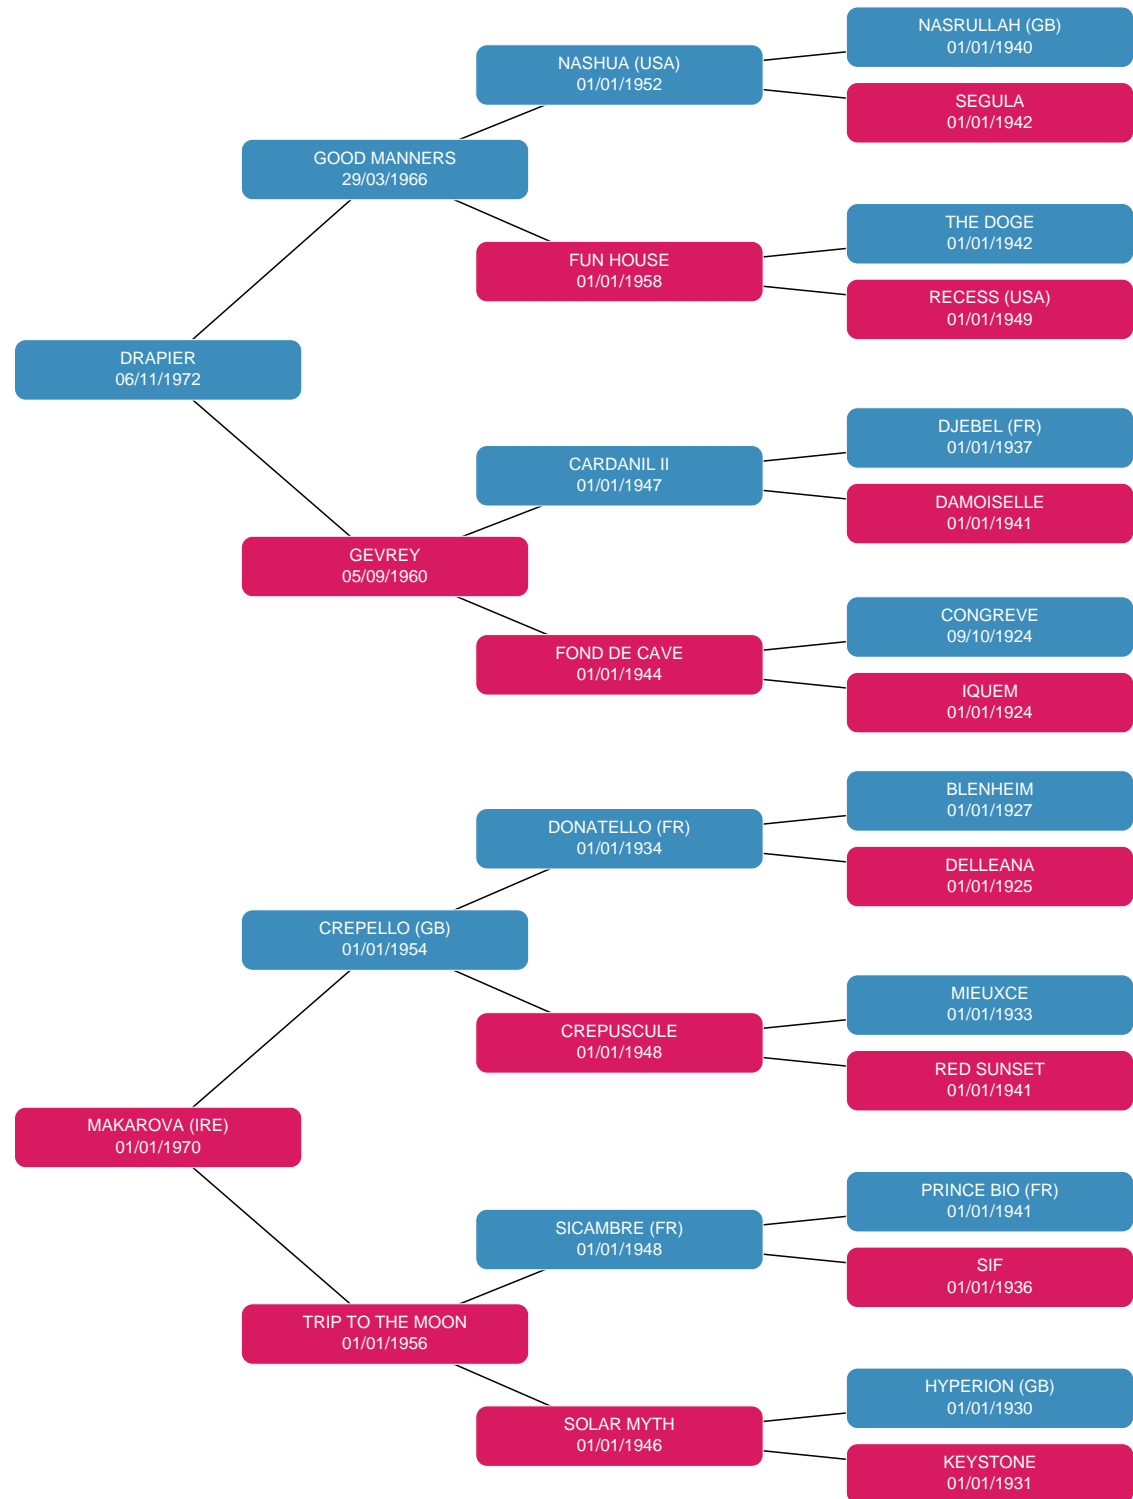 NASRULLAH (GB)
01/01/1940
NASHUA (USA)
01/01/1952
SEGULA
01/01/1942
GOOD MANNERS
29/03/1966
THE DOGE
01/01/1942
FUN HOUSE
01/01/1958
RECESS (USA)
01/01/1949
DRAPIER
06/11/1972
DJEBEL (FR)
01/01/1937
CARDANIL II
01/01/1947
DAMOISELLE
01/01/1941
GEVREY
05/09/1960
CONGREVE
09/10/1924
FOND DE CAVE
01/01/1944
IQUEM
01/01/1924
BLENHEIM
01/01/1927
DONATELLO (FR)
01/01/1934
DELLEANA
01/01/1925
CREPELLO (GB)
01/01/1954
MIEUXCE
01/01/1933
CREPUSCULE
01/01/1948
RED SUNSET
01/01/1941
MAKAROVA (IRE)
01/01/1970
PRINCE BIO (FR)
01/01/1941
SICAMBRE (FR)
01/01/1948
SIF
01/01/1936
TRIP TO THE MOON
01/01/1956
HYPERION (GB)
01/01/1930
SOLAR MYTH
01/01/1946
KEYSTONE
01/01/1931